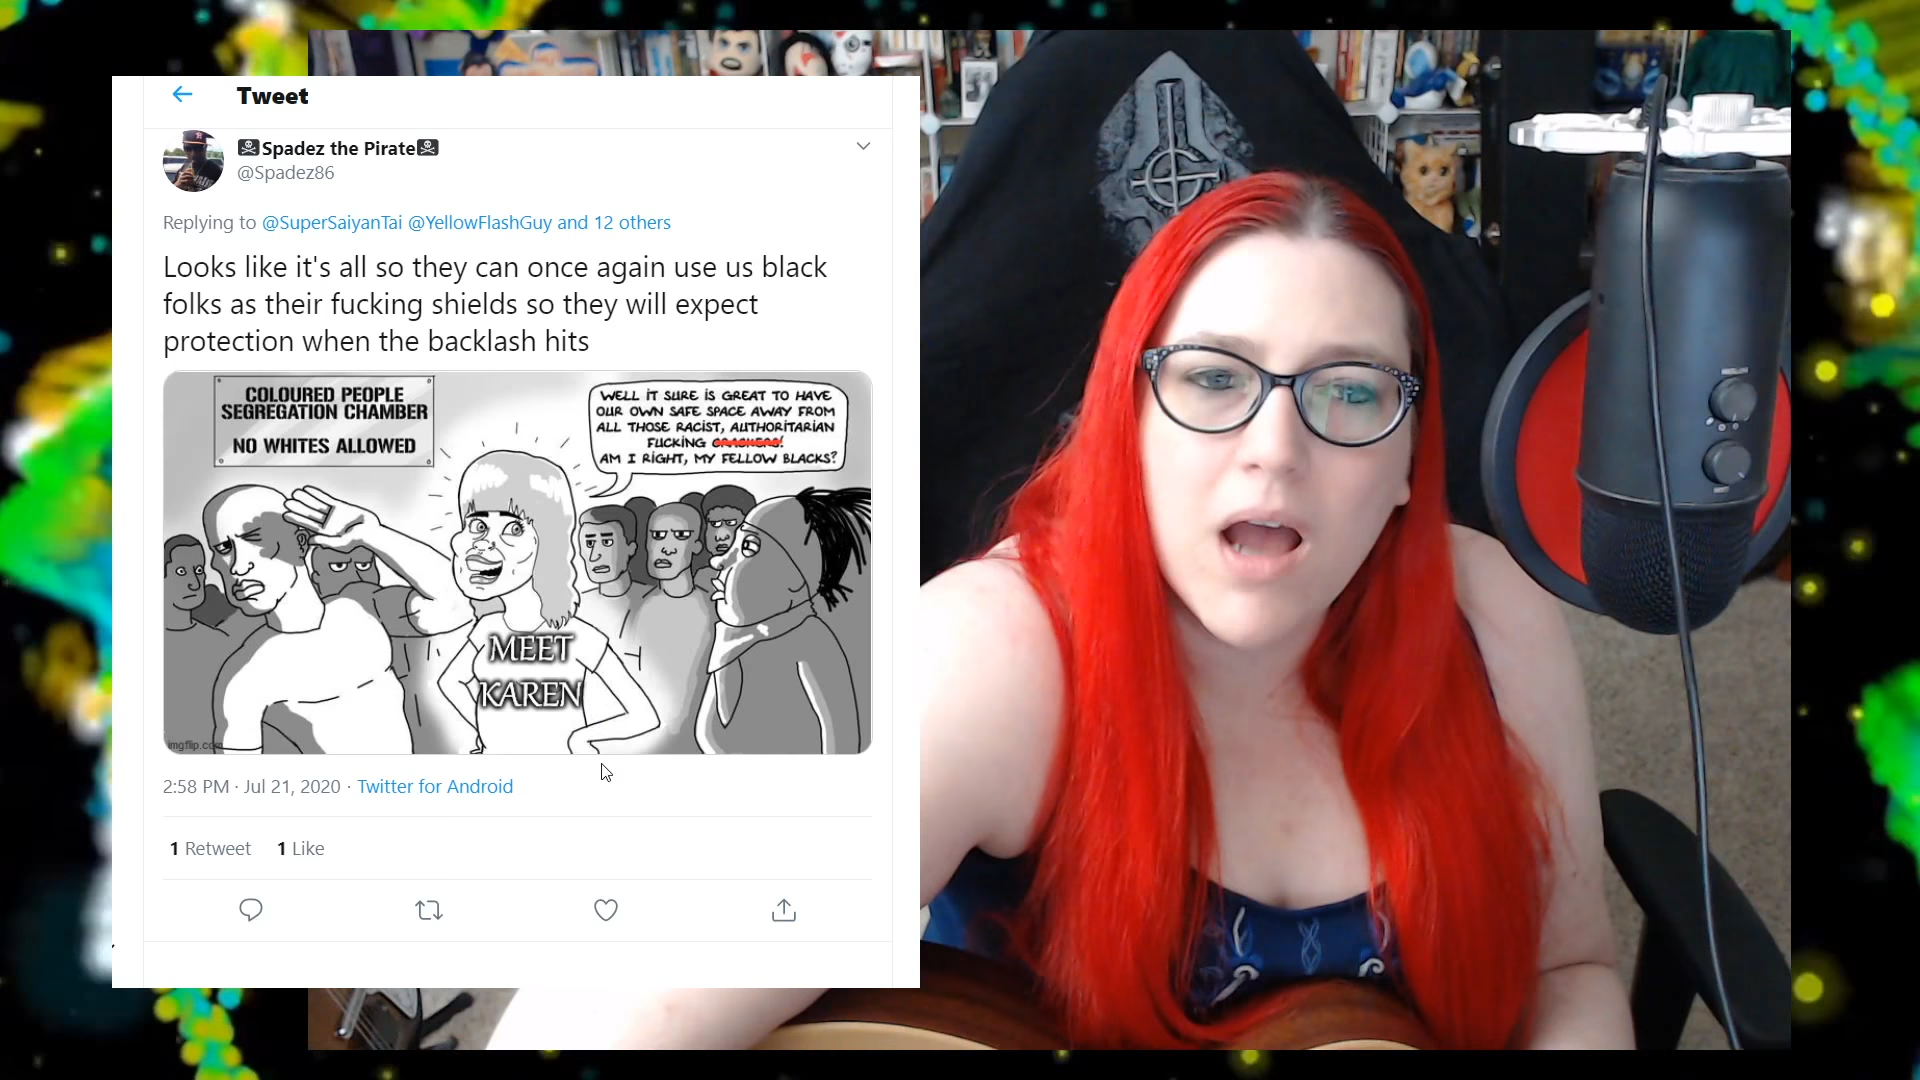 Tweet
Spadez the Pirate
@Spadez86
Replying to @SuperSaiyanTai @YellowFlashGuy and 12 others
Looks like it's all so they can once again use us black
folks as their fucking shields so they will expect
protection when the backlash hits
COLOURED PEOPLE
SEGREGATION CHAMBER
NO WHITES ALLOWED
WELL IT SURE IS GREAT TO HAVE
OUR OWN SAFE SPACE AWAY FROM
ALL THOSE RACIST, AUTHORITARIAN
FUCKING
AM I RIGHT, MY FELLOW BLACKS?
MEET
KAREN
imgflip.com
2:58 PM · Jul 21, 2020 · Twitter for Android
1 Retweet 1 Like